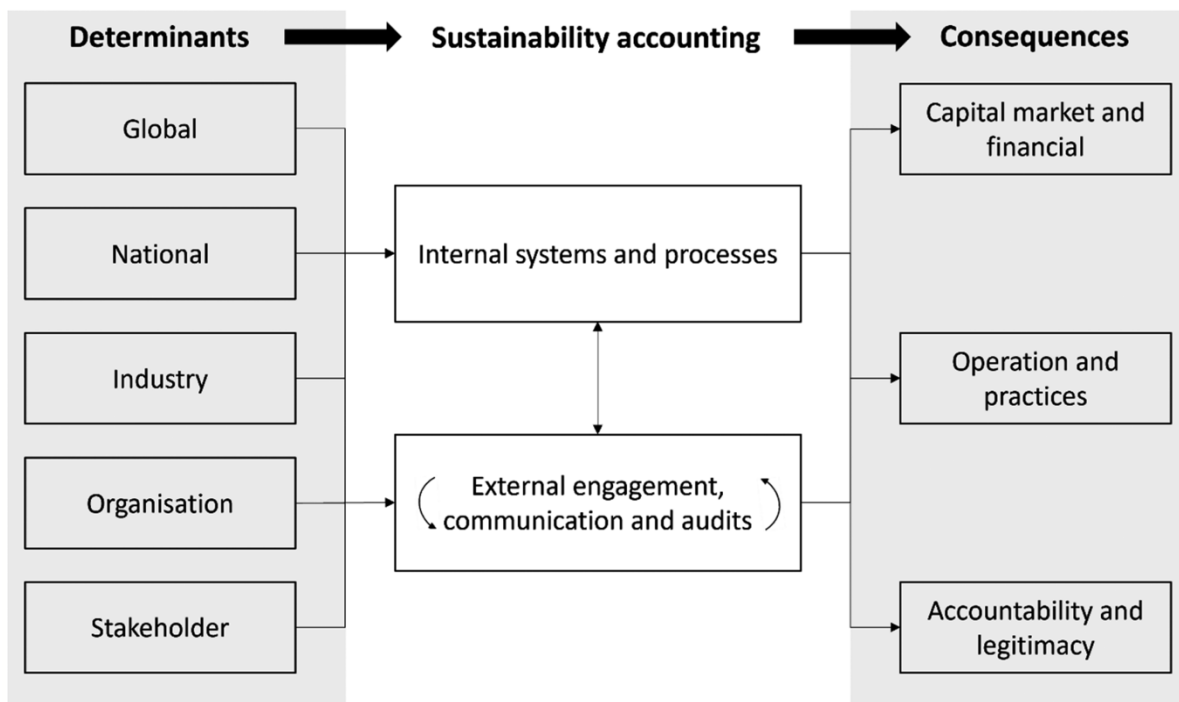 Determinants
Sustainability accounting
Consequences
Global
National
Industry
Organisation
Stakeholder
Internal systems and processes
External engagement,
communication and audits
Capital market and
financial
Operation and
practices
Accountability and
legitimacy